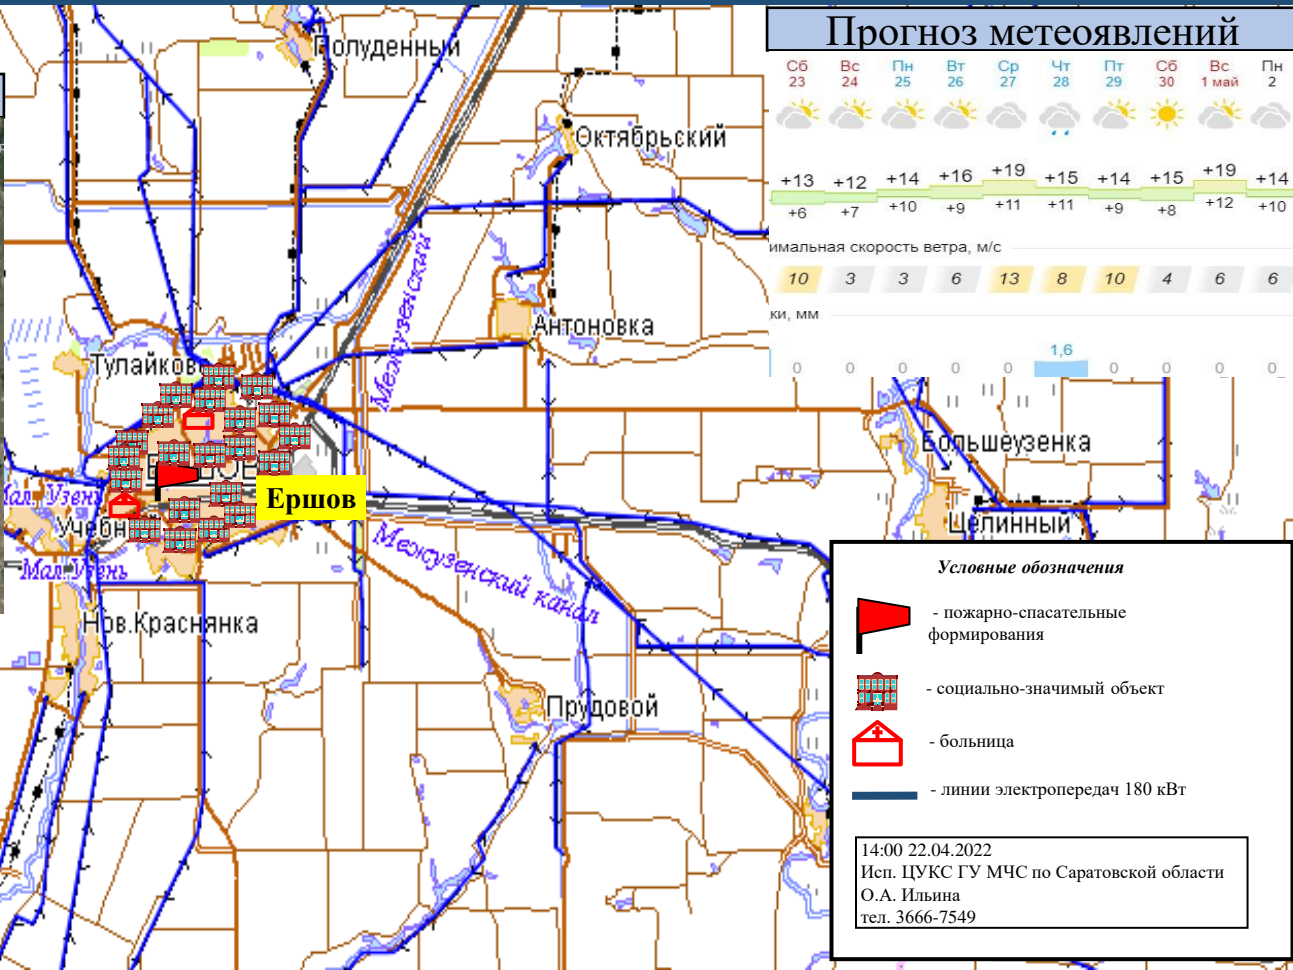 Прогноз метеоявлений
Сб Вс Пн Вт Ср Чт Пт Сб Вс Пн
23 24 25 26 27 28 29 30 1 май 2
+13 +12 +14 +16 +19 +15 +14 +15 +19 +14
+6 +7 +10 +9 +11 +11 +9 +8 +12 +10
имальная скорость ветра, м/с
10 3 3 6 13 8 10 4 6 6
ки, мм
1,6
0 0 0 0 0 0 0 0 0
Полуденный
Октябрьский
Межузенский
Антоновка
Тулайково
Большеузенка
Ершов
Мал. Узень
Учебный
Целинный
Межузенский канал
Мал. Узень
Нов.Краснянка
Прудовой
Условные обозначения
- пожарно-спасательные
формирования
- социально-значимый объект
- больница
- линии электропередач 180 кВт
14:00 22.04.2022
Исп. ЦУКС ГУ МЧС по Саратовской области
О.А. Ильина
тел. 3666-7549